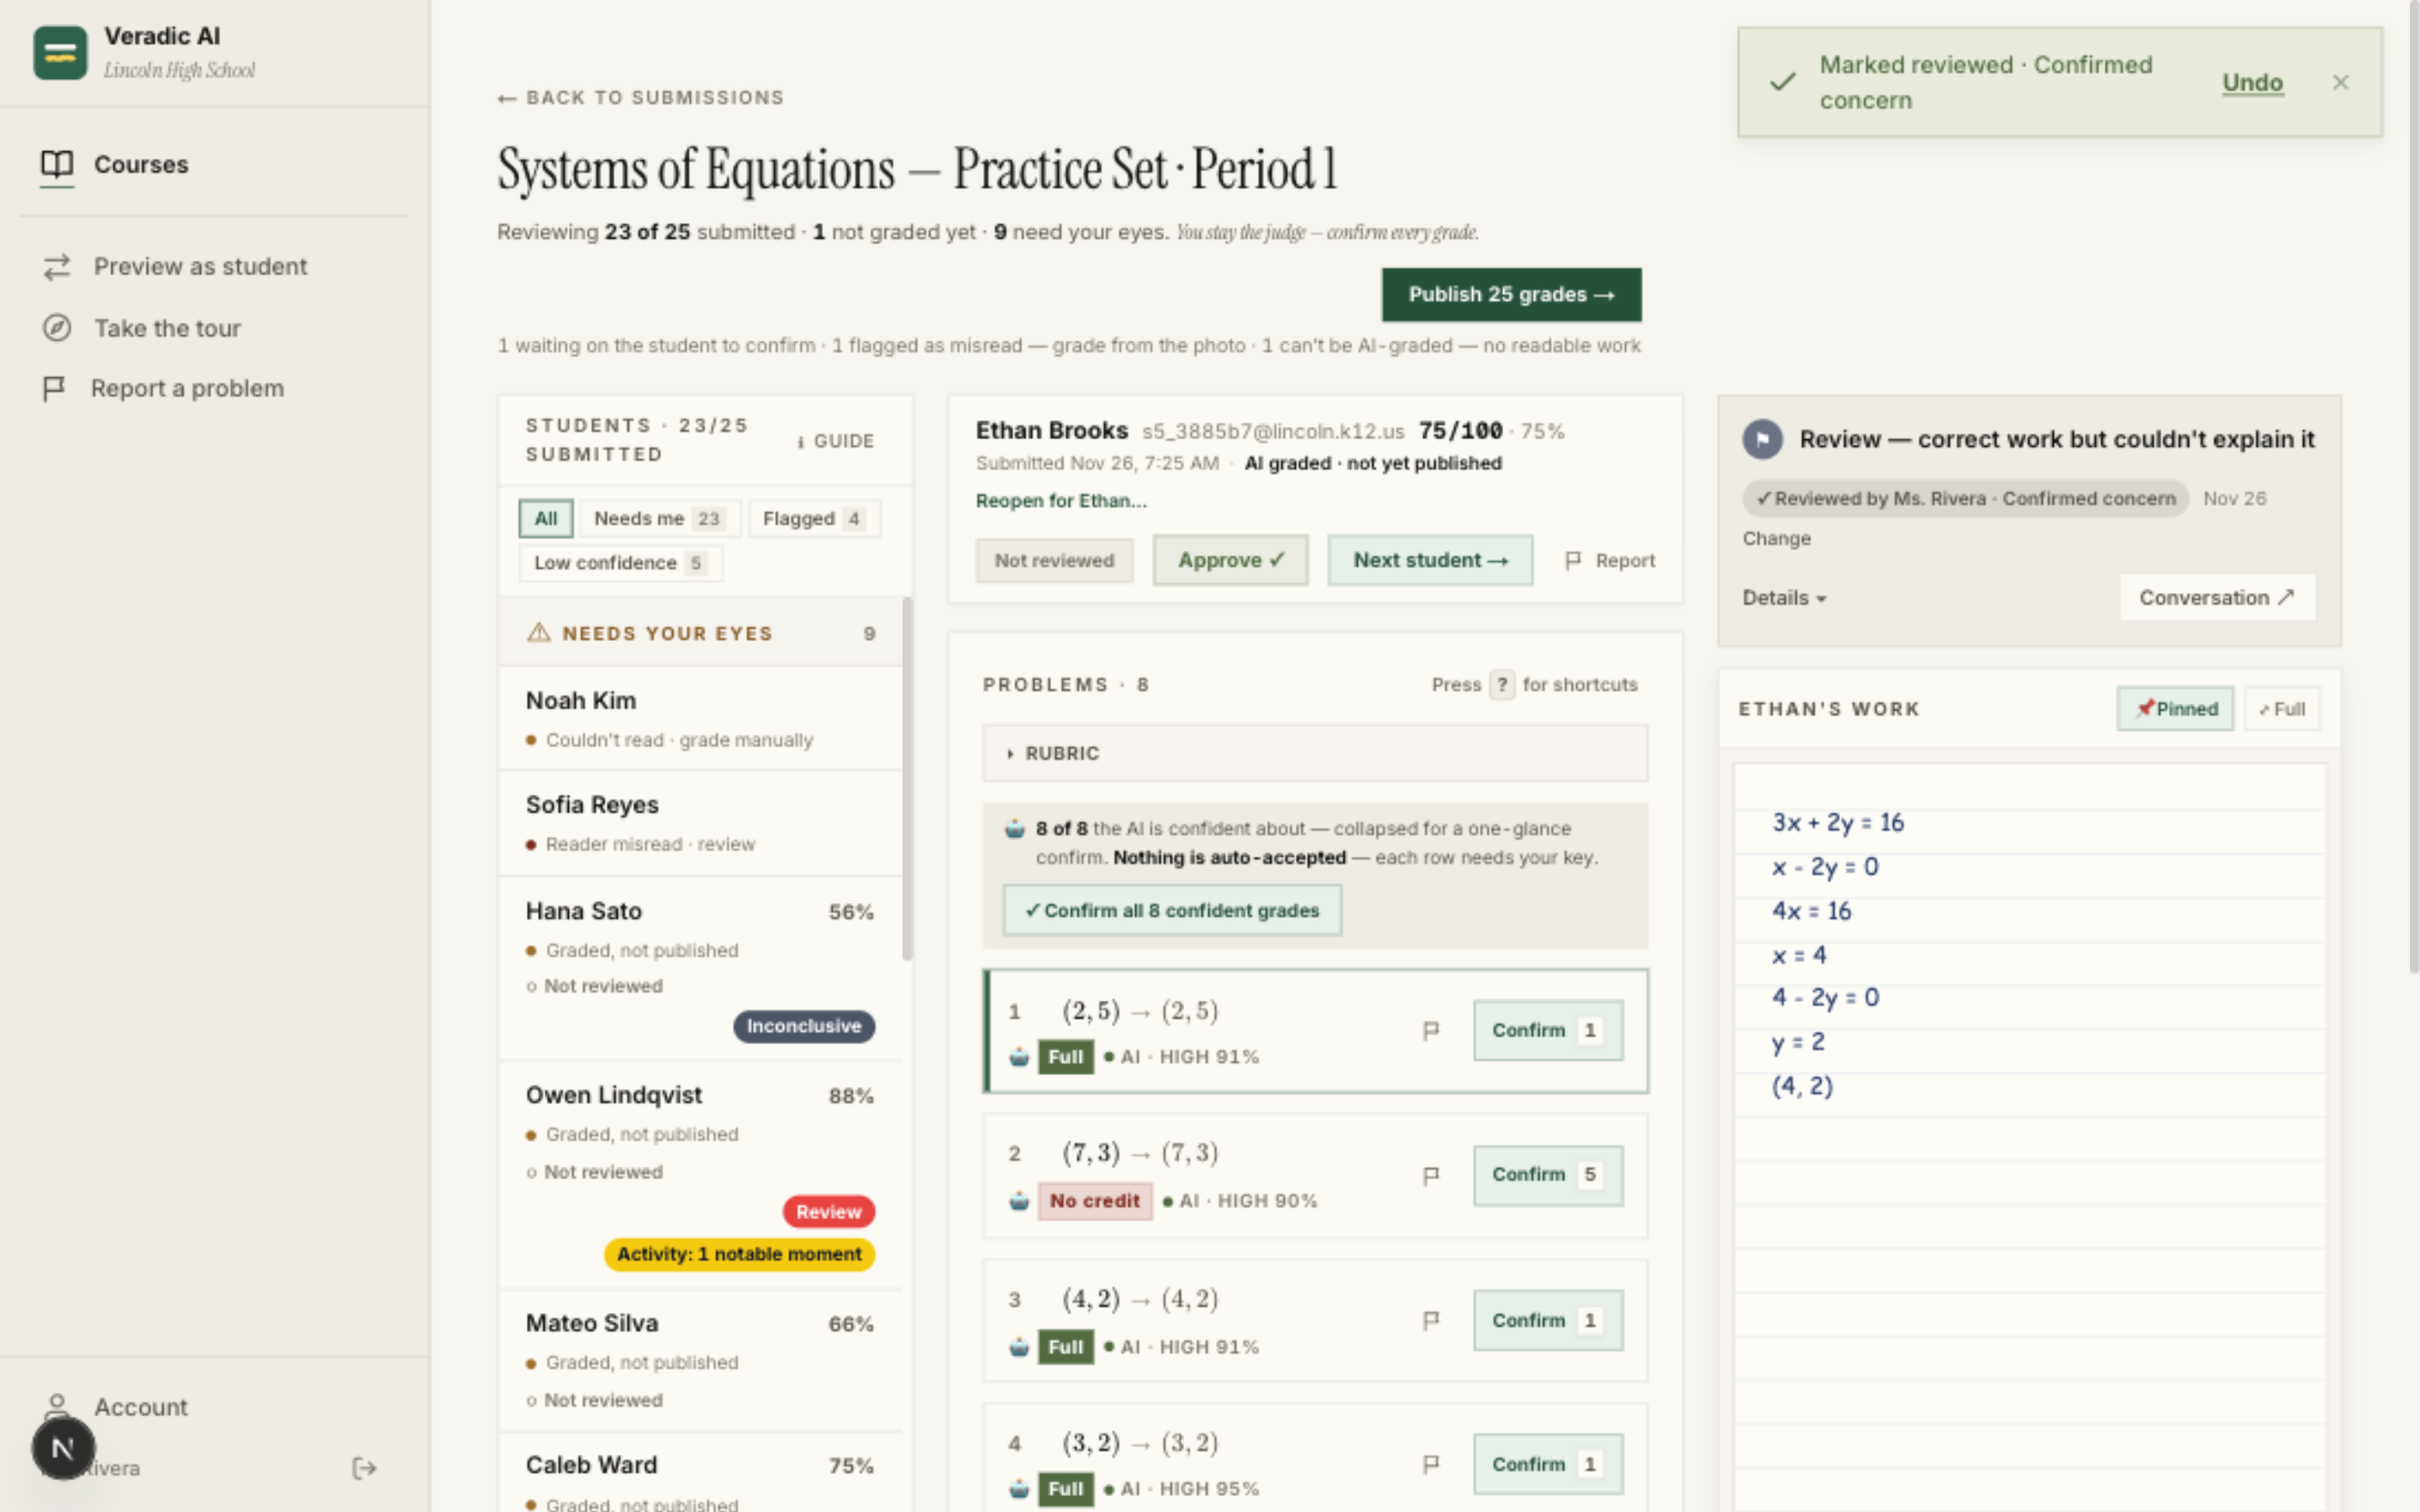 Veradic AI
Lincoln High School
Courses
Preview as student
Take the tour
Report a problem
Account
N
ivera
← BACK TO SUBMISSIONS
Systems of Equations — Practice Set · Period 1
Reviewing 23 of 25 submitted · 1 not graded yet · 9 need your eyes. You stay the judge — confirm every grade.
Publish 25 grades →
1 waiting on the student to confirm · 1 flagged as misread — grade from the photo · 1 can't be AI-graded — no readable work
Marked reviewed · Confirmed
concern
Undo
×
STUDENTS · 23/25
SUBMITTED
i GUIDE
All
Needs me 23
Flagged 4
Low confidence 5
⚠ NEEDS YOUR EYES 9
Noah Kim
Couldn't read · grade manually
Sofia Reyes
Reader misread · review
Hana Sato 56%
Graded, not published
○ Not reviewed
Inconclusive
Owen Lindqvist 88%
Graded, not published
○ Not reviewed
Review
Activity: 1 notable moment
Mateo Silva 66%
Graded, not published
○ Not reviewed
Caleb Ward 75%
Graded, not published
Ethan Brooks s5_3885b7@lincoln.k12.us 75/100 · 75%
Submitted Nov 26, 7:25 AM · AI graded · not yet published
Reopen for Ethan...
Not reviewed
Approve ✓
Next student →
Report
PROBLEMS · 8
Press ? for shortcuts
RUBRIC
8 of 8 the AI is confident about — collapsed for a one-glance
confirm. Nothing is auto-accepted — each row needs your key.
✓ Confirm all 8 confident grades
1 (2, 5) → (2, 5)
Full AI · HIGH 91%
Confirm 1
2 (7, 3) → (7, 3)
No credit AI · HIGH 90%
Confirm 5
3 (4, 2) → (4, 2)
Full AI · HIGH 91%
Confirm 1
4 (3, 2) → (3, 2)
Full AI · HIGH 95%
Confirm 1
Review — correct work but couldn't explain it
✓ Reviewed by Ms. Rivera · Confirmed concern Nov 26
Change
Details
Conversation ↗
ETHAN'S WORK
Pinned
Full
3x + 2y = 16
x - 2y = 0
4x = 16
x = 4
4 - 2y = 0
y = 2
(4, 2)